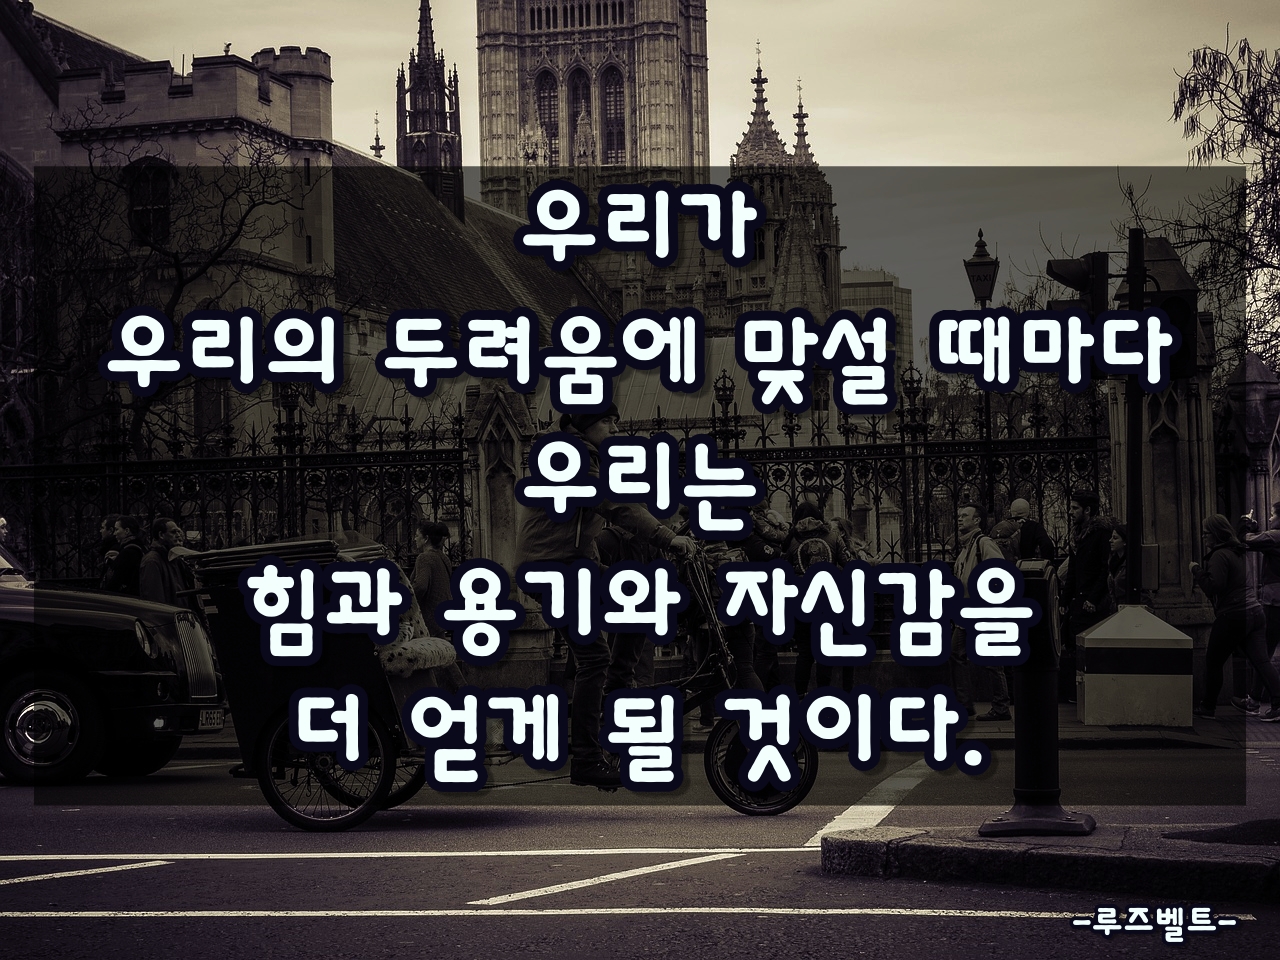 우리가
우리의 두려움에 맞설 때마다
우리는
힘과 용기와 자신감을
더 얻게 될 것이다.
-루즈벨트-
TAXI